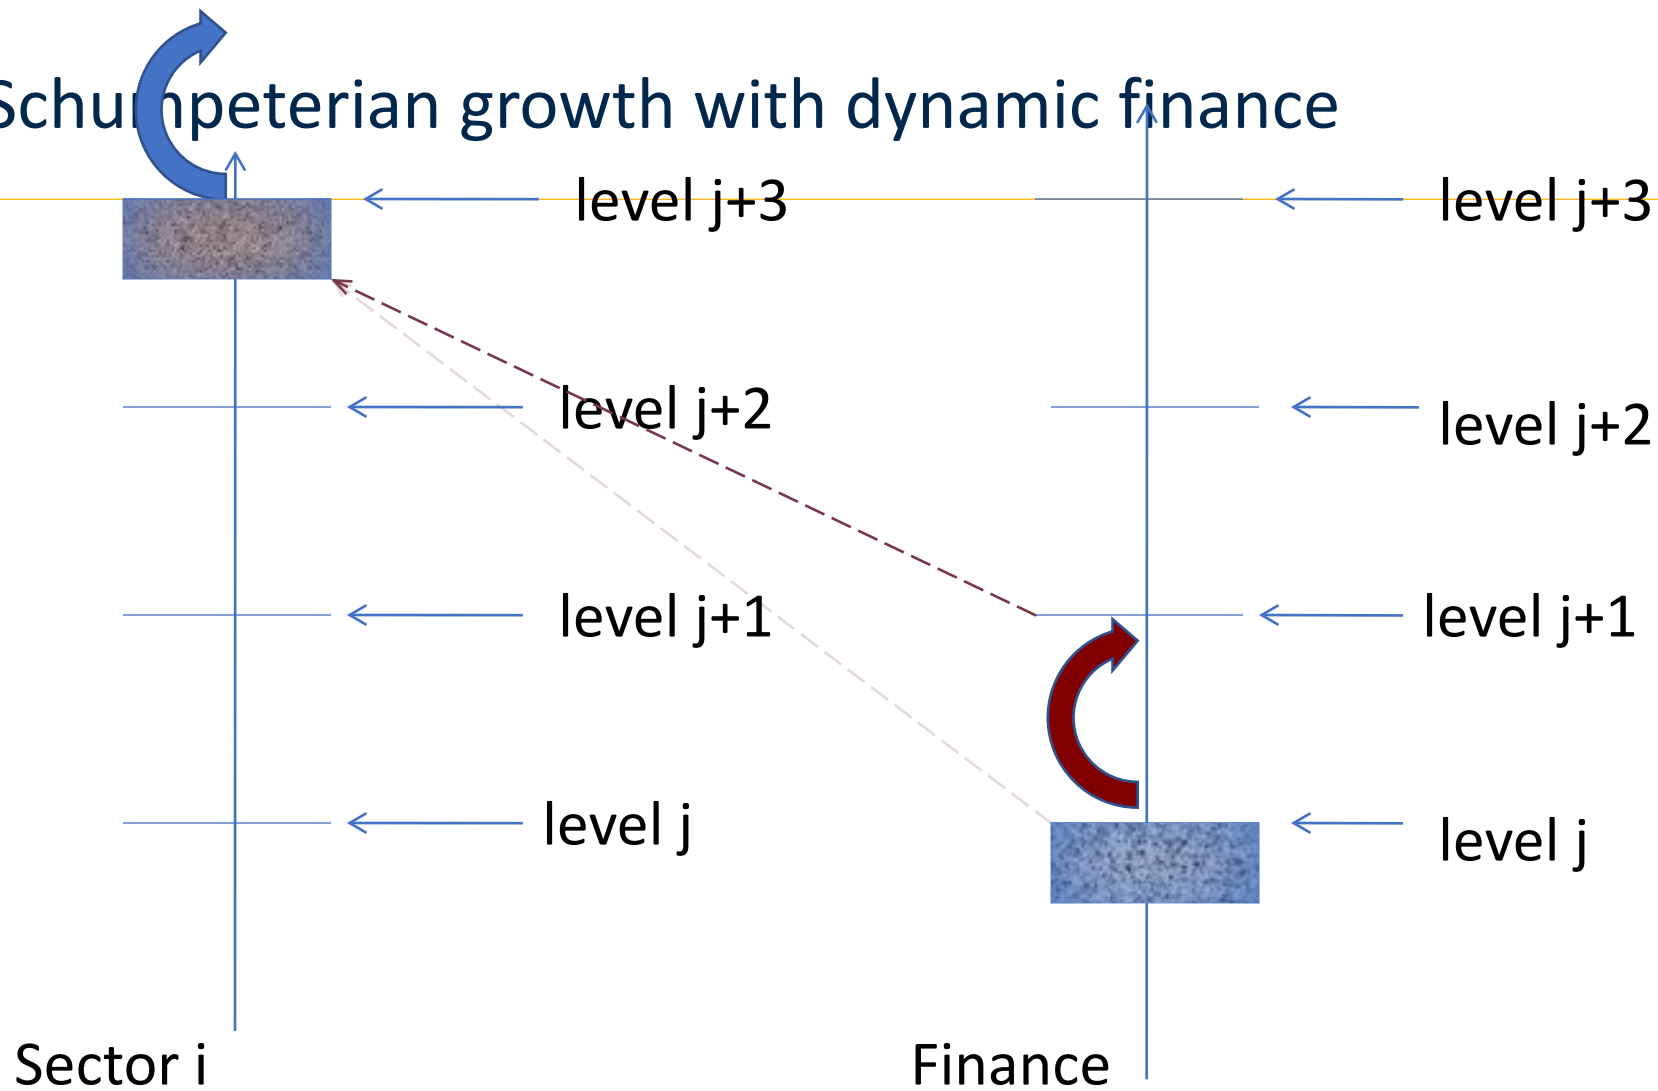 Schumpeterian growth with dynamic finance
level j+3
level j+3
level j+2
level j+2
level j+1
level j+1
level j
level j
Sector i
Finance